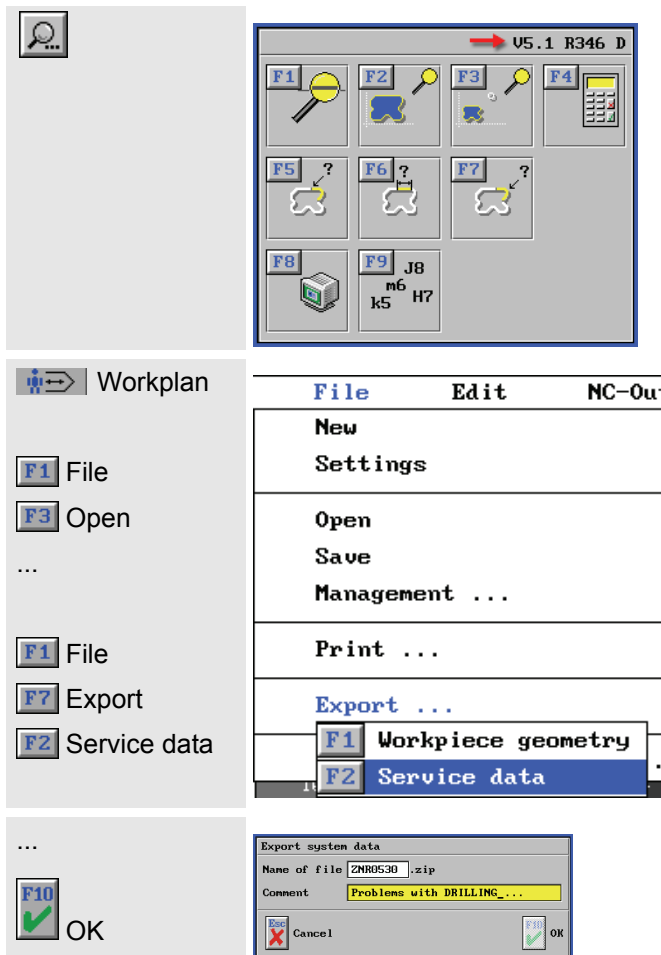 V5.1 R346 D
F1 F2 F3 F4
F5 ? F6 ? F7 ?
F8 F9 J8
m6
k5 H7
Workplan
F1 File
F3 Open
...
F1 File
F7 Export
F2 Service data
File Edit NC-Ou
New
Settings
Open
Save
Management ...
Print ...
Export ...
F1 Workpiece geometry
F2 Service data
...
F10
OK
Export system data
Name of file ZNR0530 .zip
Comment Problems with DRILLING_...
Esc Cancel F10 OK